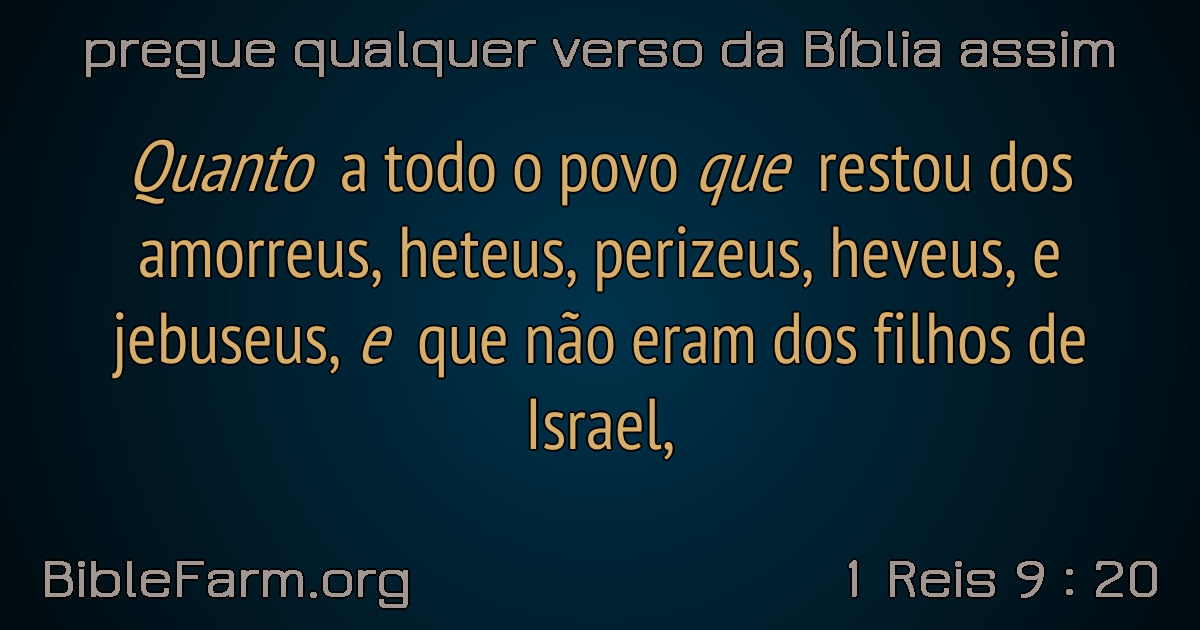 pregue qualquer verso da Bíblia assim
Quanto a todo o povo que restou dos
amorreus, heteus, perizeus, heveus, e
jebuseus, e que não eram dos filhos de
Israel,
BibleFarm.org
1 Reis 9 : 20